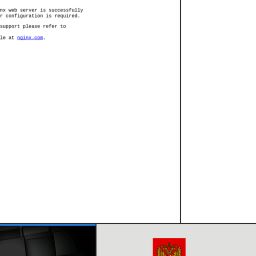 nx web server is successfully
r configuration is required.
support please refer to
le at nginx.com.